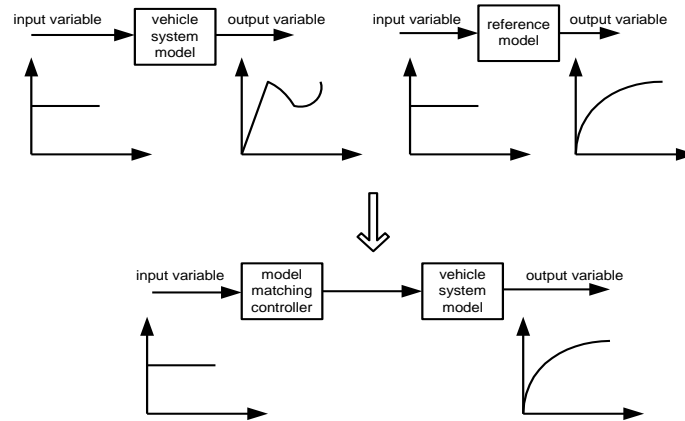 input variable
vehicle
system
model
output variable
input variable
reference
model
output variable
input variable
model
matching
controller
vehicle
system
model
output variable